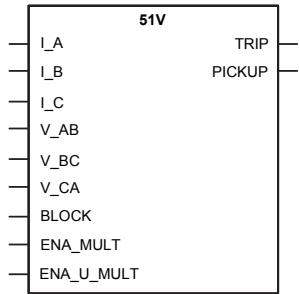 51V
I_A TRIP
I_B PICKUP
I_C
V_AB
V_BC
V_CA
BLOCK
ENA_MULT
ENA_U_MULT